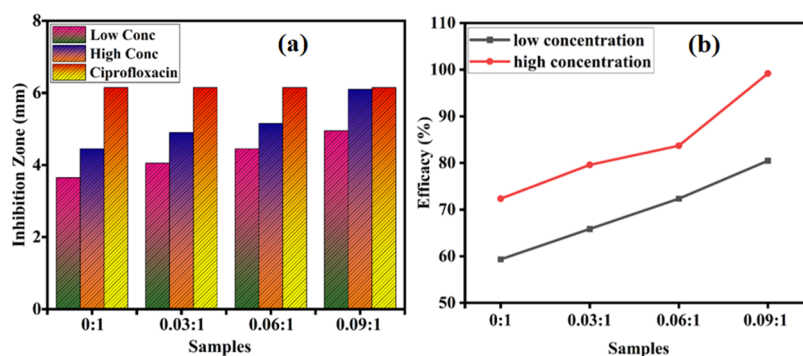 (a)
Low Conc
High Conc
Ciprofloxacin
Inhibition Zone (mm)
8
6
4
2
0
0:1 0.03:1 0.06:1 0.09:1
Samples
(b)
low concentration
high concentration
Efficacy (%)
110
100
90
80
70
60
50
0:1 0.03:1 0.06:1 0.09:1
Samples